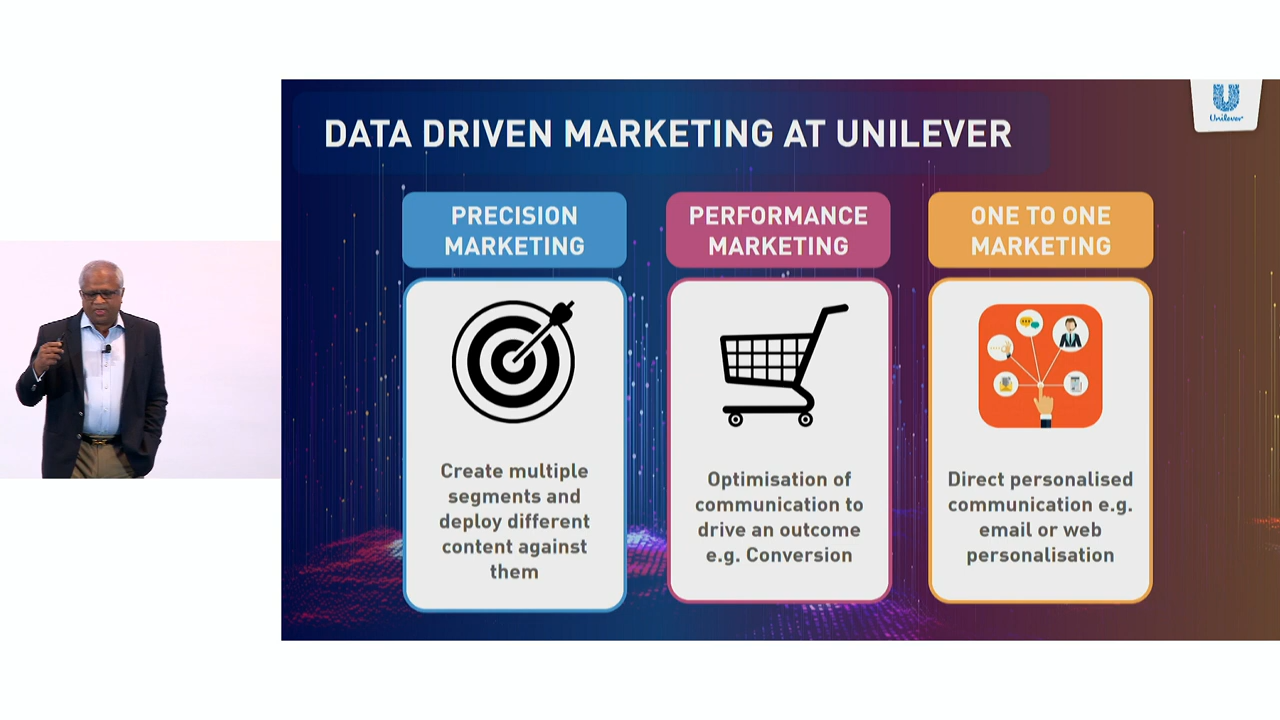 DATA DRIVEN MARKETING AT UNILEVER
Unilever
PRECISION
MARKETING
Create multiple
segments and
deploy different
content against
them
PERFORMANCE
MARKETING
Optimisation of
communication to
drive an outcome
e.g. Conversion
ONE TO ONE
MARKETING
Direct personalised
communication e.g.
email or web
personalisation